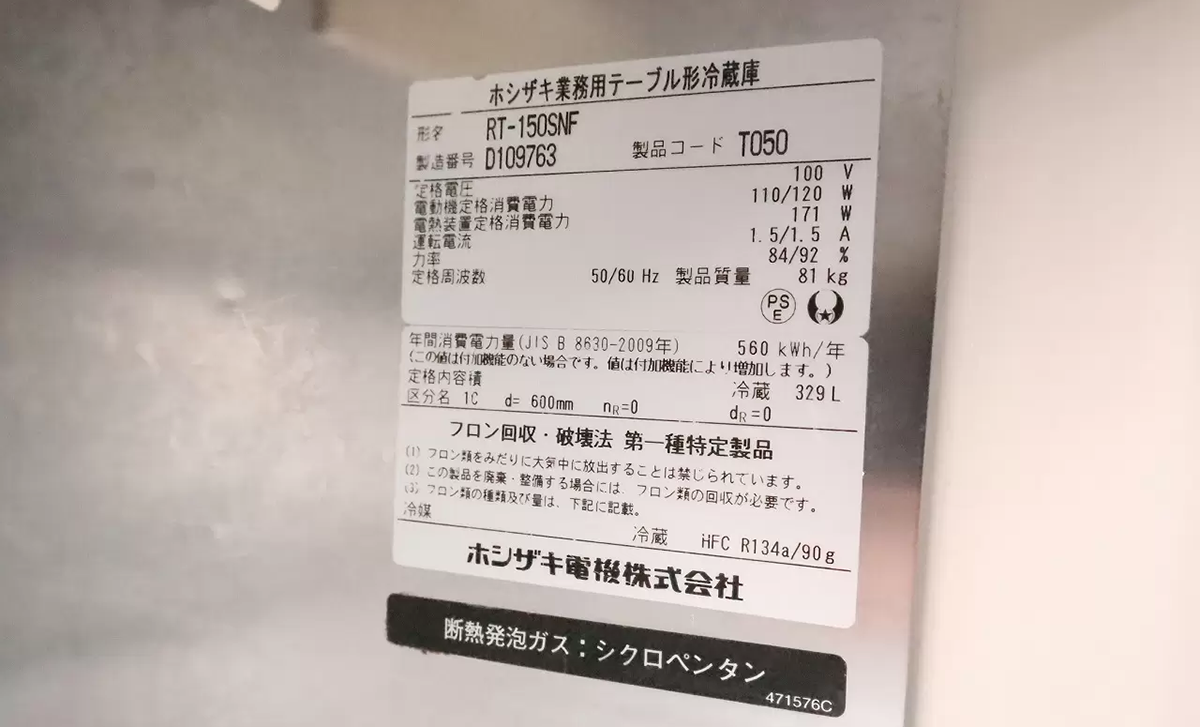 ホシザキ業務用テーブル形冷蔵庫
形名 RT-150SNF
製造番号 D109763 製品コード T050
定格電圧 100 V
電動機定格消費電力 110/120 W
電熱装置定格消費電力 171 W
運転電流 1.5/1.5 A
力率 84/92 %
定格周波数 50/60 Hz 製品質量 81 kg
PS
E
年間消費電力量(JIS B 8630-2009年) 560 kWh/年
(この値は付加機能のない場合です。値は付加機能により増加します。)
定格内容積 冷蔵 329 L
区分名 1C d= 600mm nR=0 dR=0
フロン回収・破壊法 第一種特定製品
(1) フロン類をみだりに大気中に放出することは禁じられています。
(2) この製品を廃棄・整備する場合には、フロン類の回収が必要です。
(3) フロン類の種類及び量は、下記に記載。
冷媒
冷蔵 HFC R134a/90g
ホシザキ電機株式会社
断熱発泡ガス：シクロペンタン
471576C